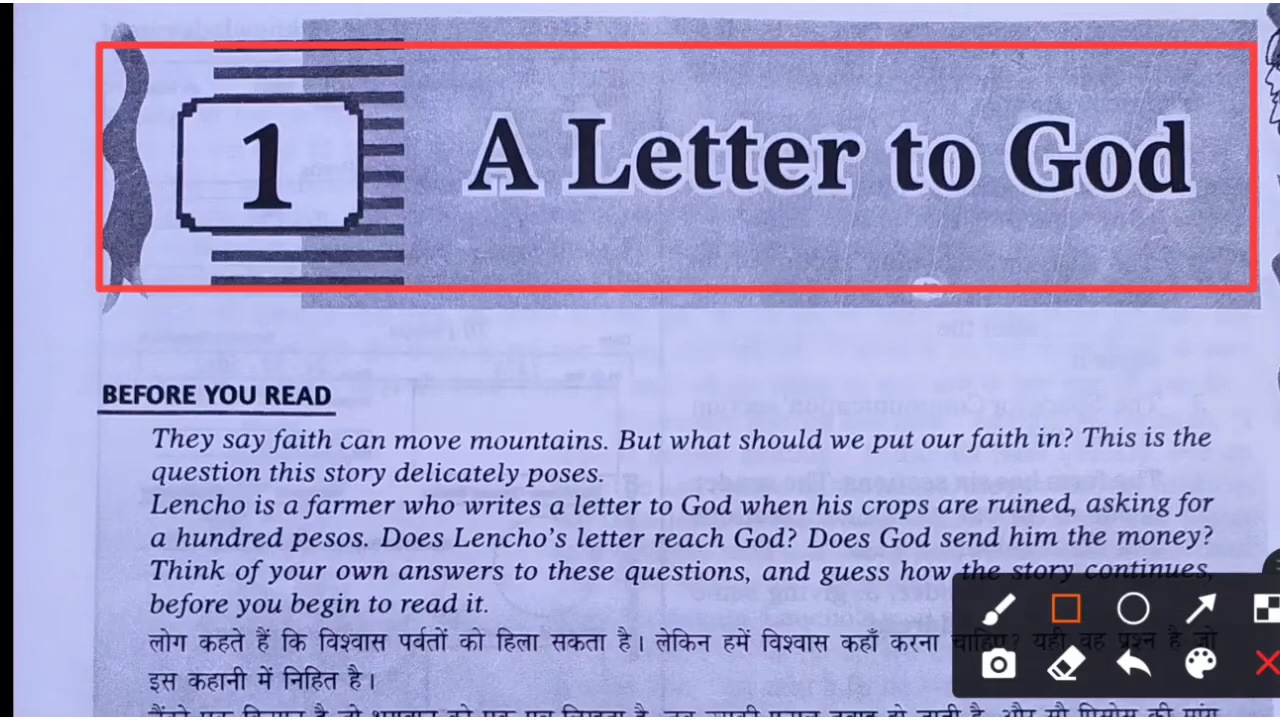 1
A Letter to God
BEFORE YOU READ
They say faith can move mountains. But what should we put our faith in? This is the
question this story delicately poses.
Lencho is a farmer who writes a letter to God when his crops are ruined, asking for
a hundred pesos. Does Lencho's letter reach God? Does God send him the money?
Think of your own answers to these questions, and guess how the story continues,
before you begin to read it.
लोग कहते हैं कि विश्वास पर्वतों को हिला सकता है। लेकिन हमें विश्वास कहाँ करना चाहिए? यही वह प्रश्न है जो
इस कहानी में निहित है।